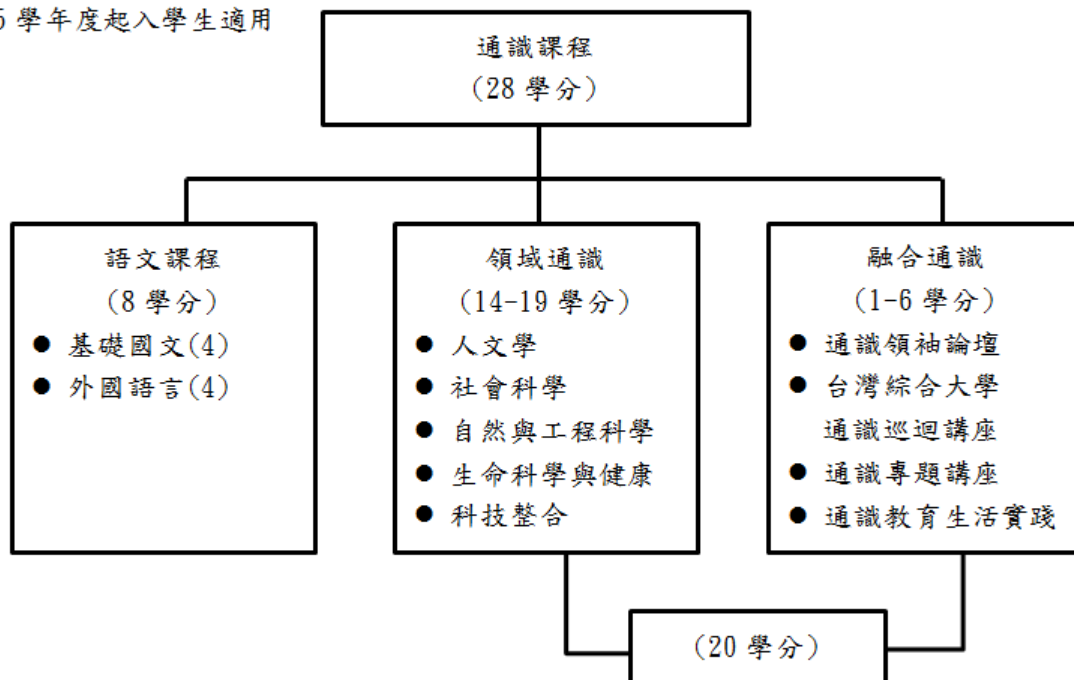 5 學年度起入學生適用
通識課程
(28 學分)
語文課程
(8 學分)
● 基礎國文(4)
● 外國語言(4)
領域通識
(14-19 學分)
● 人文學
● 社會科學
● 自然與工程科學
● 生命科學與健康
● 科技整合
融合通識
(1-6 學分)
● 通識領袖論壇
● 台灣綜合大學
通識巡迴講座
● 通識專題講座
● 通識教育生活實踐
(20 學分)